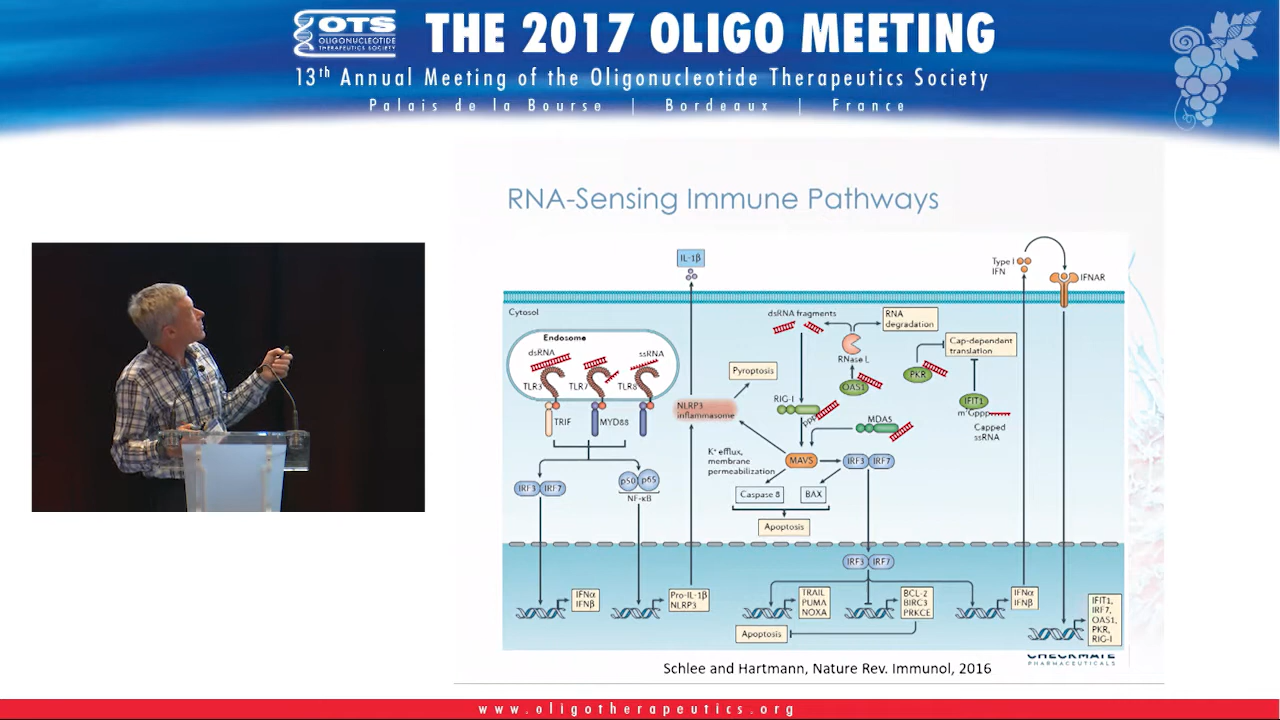 OTS
OLIGONUCLEOTIDE
THERAPEUTICS SOCIETY
THE 2017 OLIGO MEETING
13th Annual Meeting of the Oligonucleotide Therapeutics Society
Palais de la Bourse | Bordeaux | France
RNA-Sensing Immune Pathways
IL-1β
Type I
IFN
IFNAR
Cytosol
dsRNA fragments
RNA
degradation
Endosome
dsRNA
ssRNA
TLR3
TLR7
TLR8
RNase L
Cap-dependent
translation
Pyroptosis
OAS1
PKR
TRIF
MYD88
NLRP3
inflammasome
RIG-I
PPP
MDA5
IFIT1
m7Gppp
Capped
ssRNA
K+ efflux,
membrane
permeabilization
MAVS
IRF3 IRF7
Caspase 8
BAX
Apoptosis
IRF3 IRF7
p50 p65
NF-κB
IRF3 IRF7
IFNα
IFNβ
Pro-IL-1β
NLRP3
TRAIL
PUMA
NOXA
BCL-2
BIRC3
PRKCE
IFNα
IFNβ
IFIT1,
IRF7,
OAS1,
PKR,
RIG-I
Apoptosis
CHECKMATE
PHARMACEUTICALS
Schlee and Hartmann, Nature Rev. Immunol, 2016
www.oligotherapeutics.org